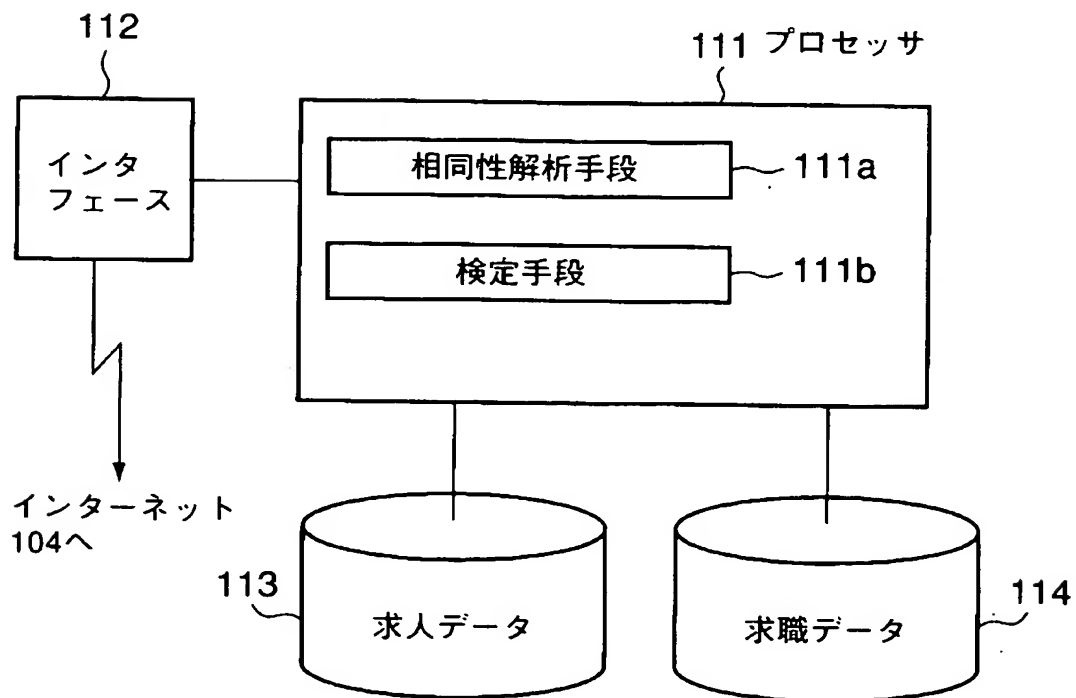 112
111 プロセッサ
インタ
フェース
相同性解析手段
111a
検定手段
111b
インターネット
104へ
113
求人データ
求職データ
114